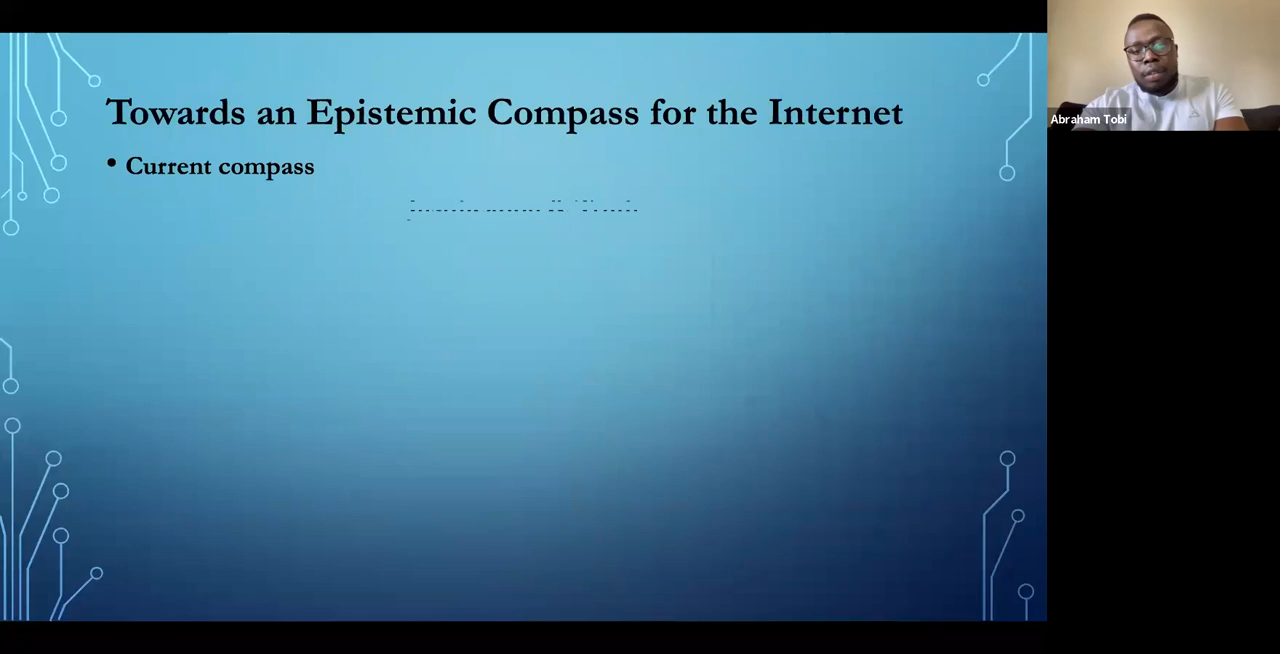 Towards an Epistemic Compass for the Internet
• Current compass
Abraham Tobi